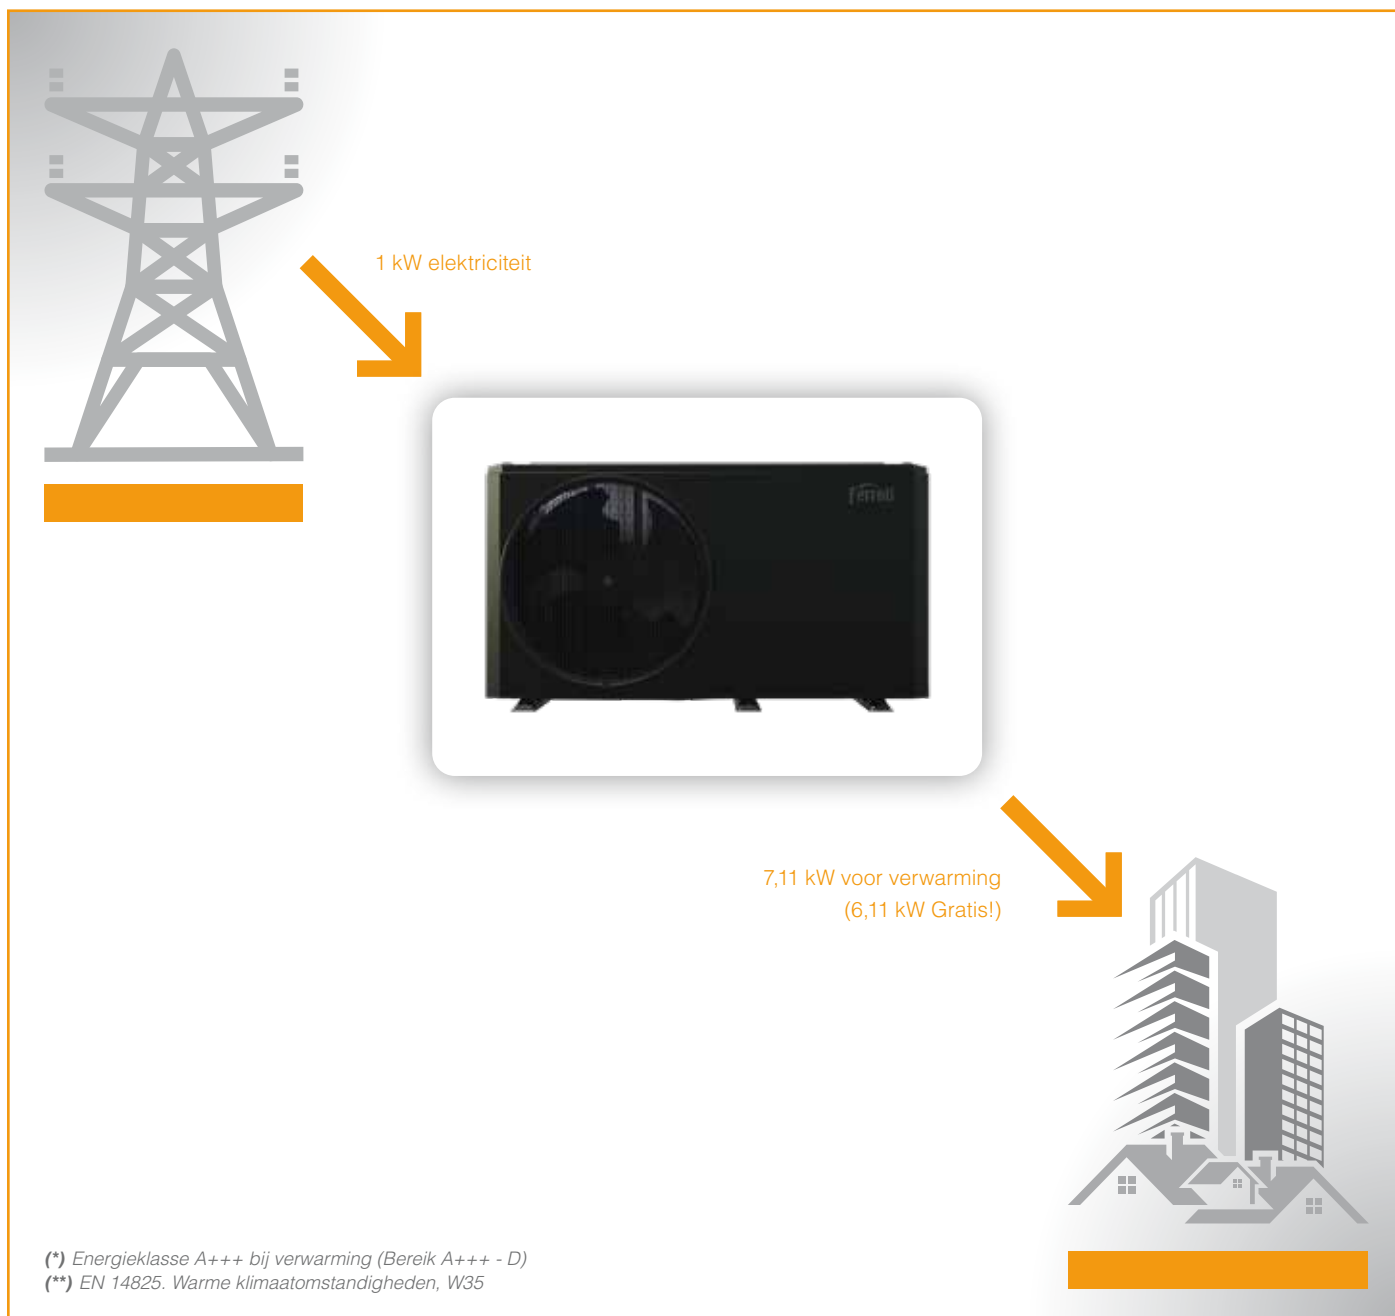 1 kW elektriciteit
Ferroli
7,11 kW voor verwarming
(6,11 kW Gratis!)
(*) Energieklasse A+++ bij verwarming (Bereik A+++ - D)
(**) EN 14825. Warme klimaatomstandigheden, W35